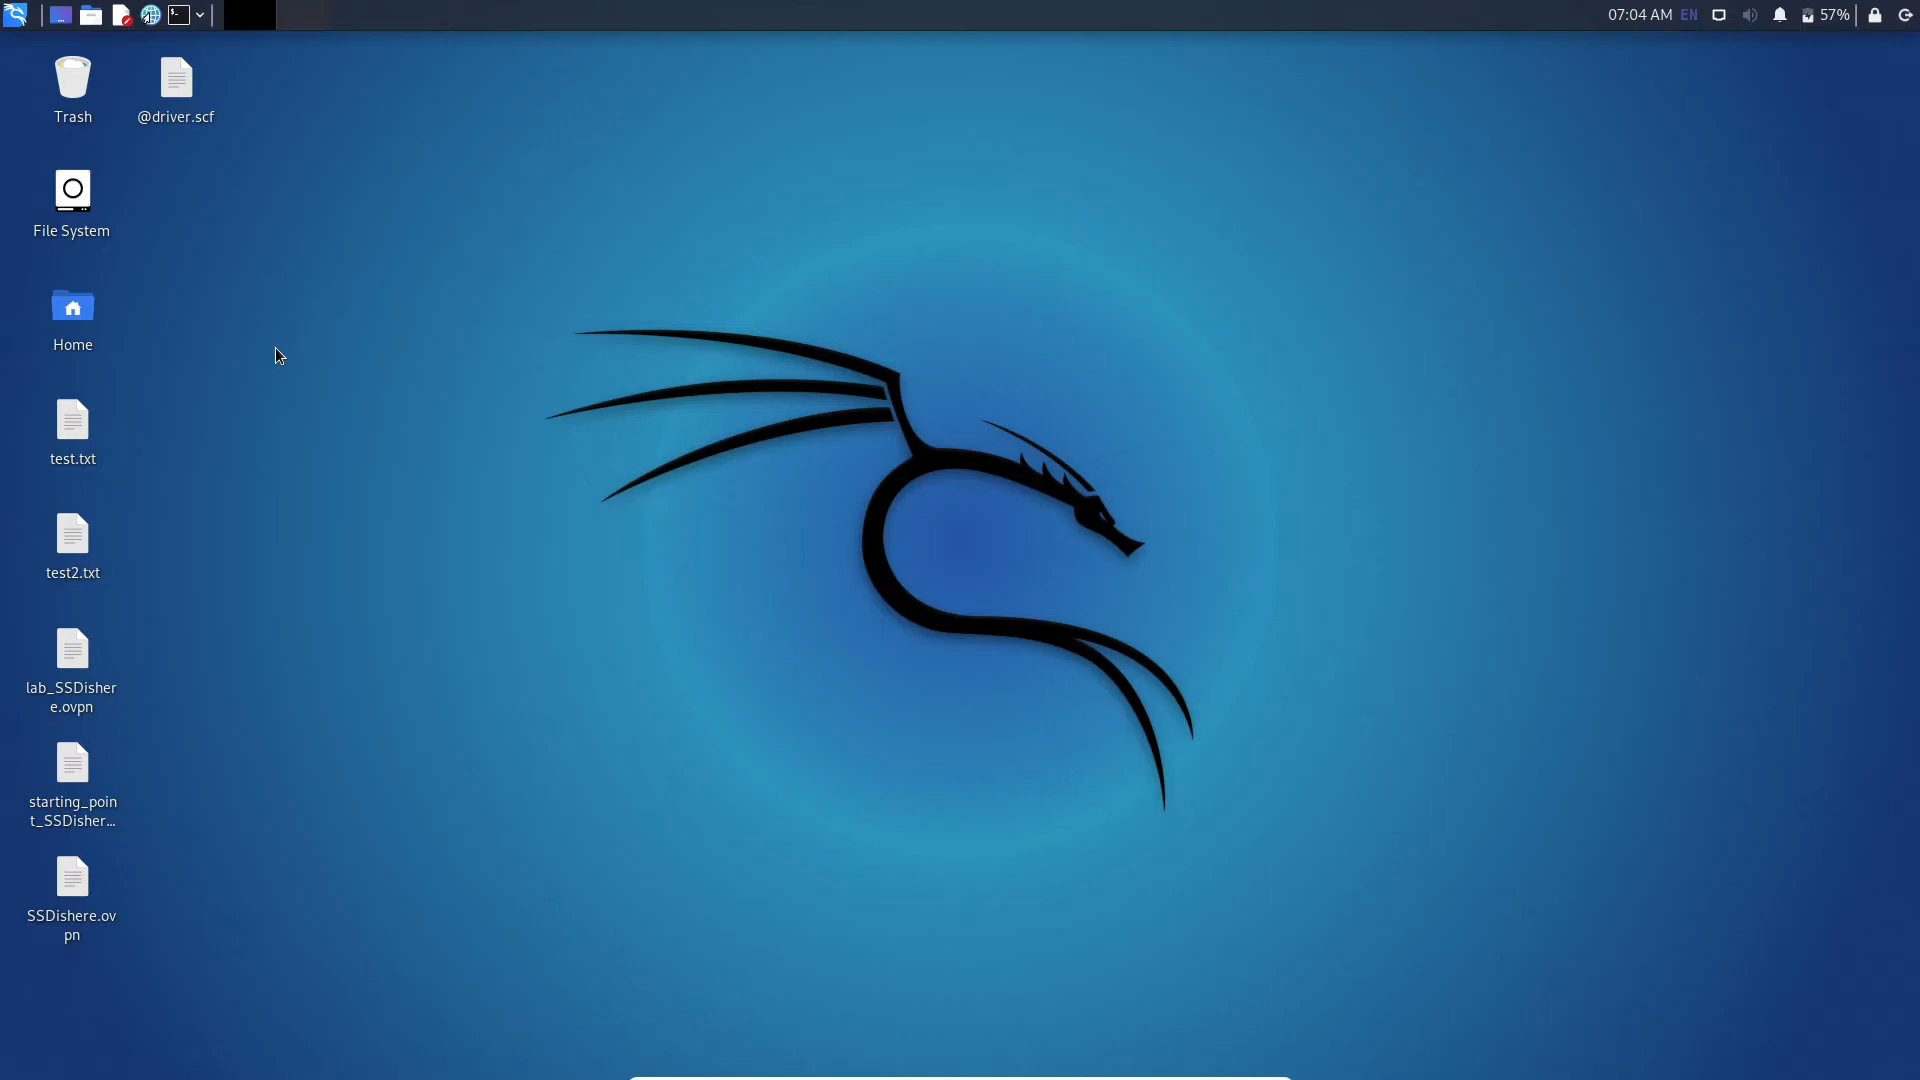 07:04 AM EN 57%
Trash
@driver.scf
File System
Home
test.txt
test2.txt
lab_SSDisher
e.ovpn
starting_poin
t_SSDisher...
SSDishere.ov
pn